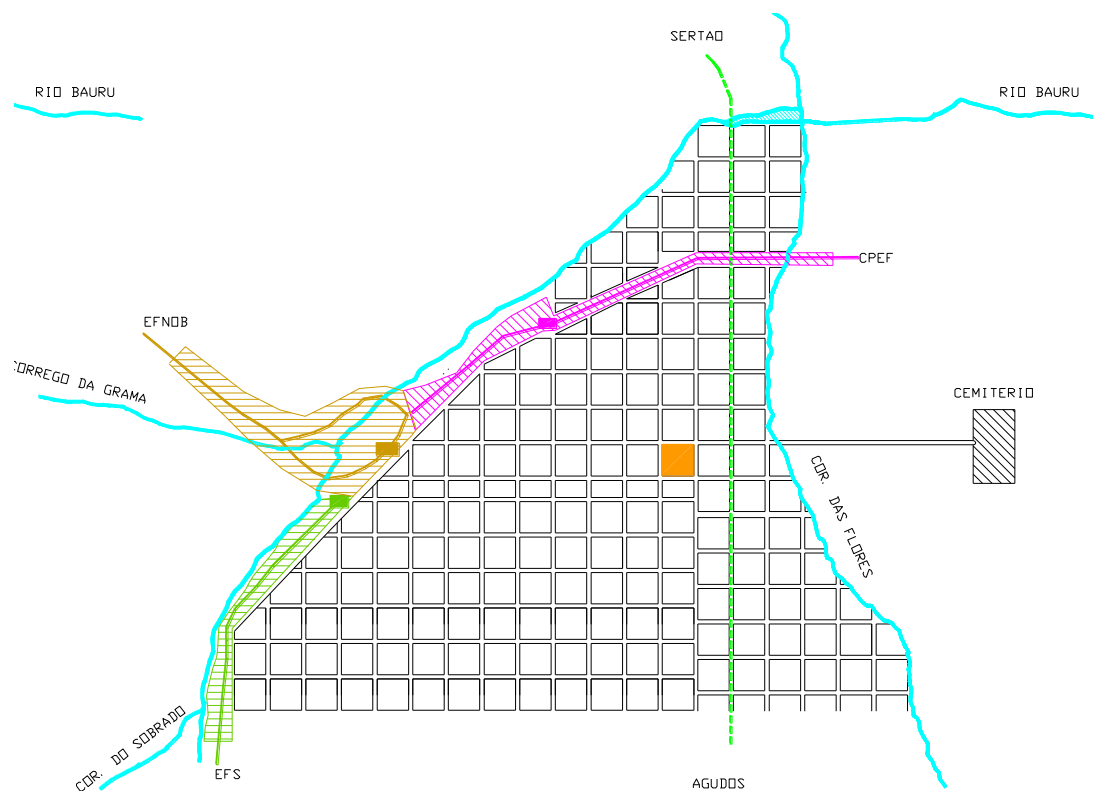 SERTAO
RIO BAURU
RIO BAURU
CPEF
EFNOB
CORREGO DA GRAMA
CEMITERIO
COR. DAS FLORES
COR. DO SOBRADO
EFS
AGUDOS